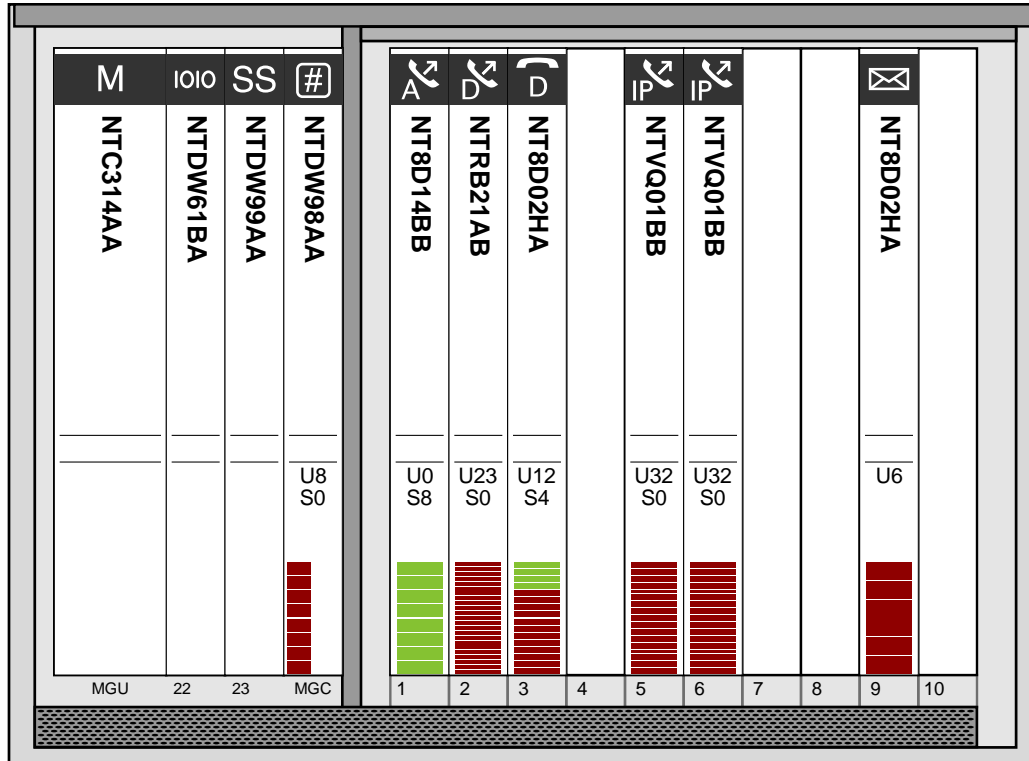 M IOIO SS # A D D IP IP
NTC314AA
NTDW61BA
NTDW99AA
NTDW98AA
NT8D14BB
NTRB21AB
NT8D02HA
NTVQ01BB
NTVQ01BB
NT8D02HA
U8 U0 U23 U12 U32 U32 U6
S0 S8 S0 S4 S0 S0
MGU 22 23 MGC 1 2 3 4 5 6 7 8 9 10